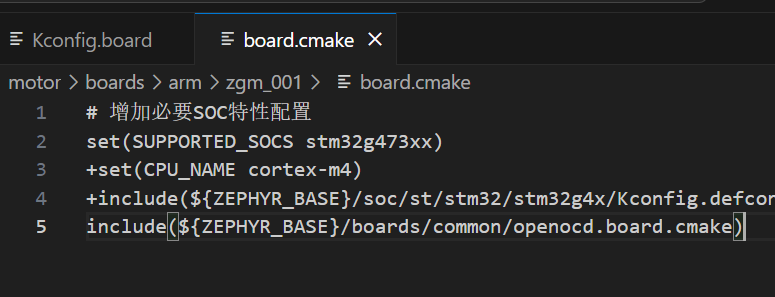 Kconfig.board
board.cmake
motor > boards > arm > zgm_001 > board.cmake
1 # 增加必要SOC特性配置
2 set(SUPPORTED_SOCS stm32g473xx)
3 +set(CPU_NAME cortex-m4)
4 +include(${ZEPHYR_BASE}/soc/st/stm32/stm32g4x/Kconfig.defcon
5 include(${ZEPHYR_BASE}/boards/common/openocd.board.cmake)